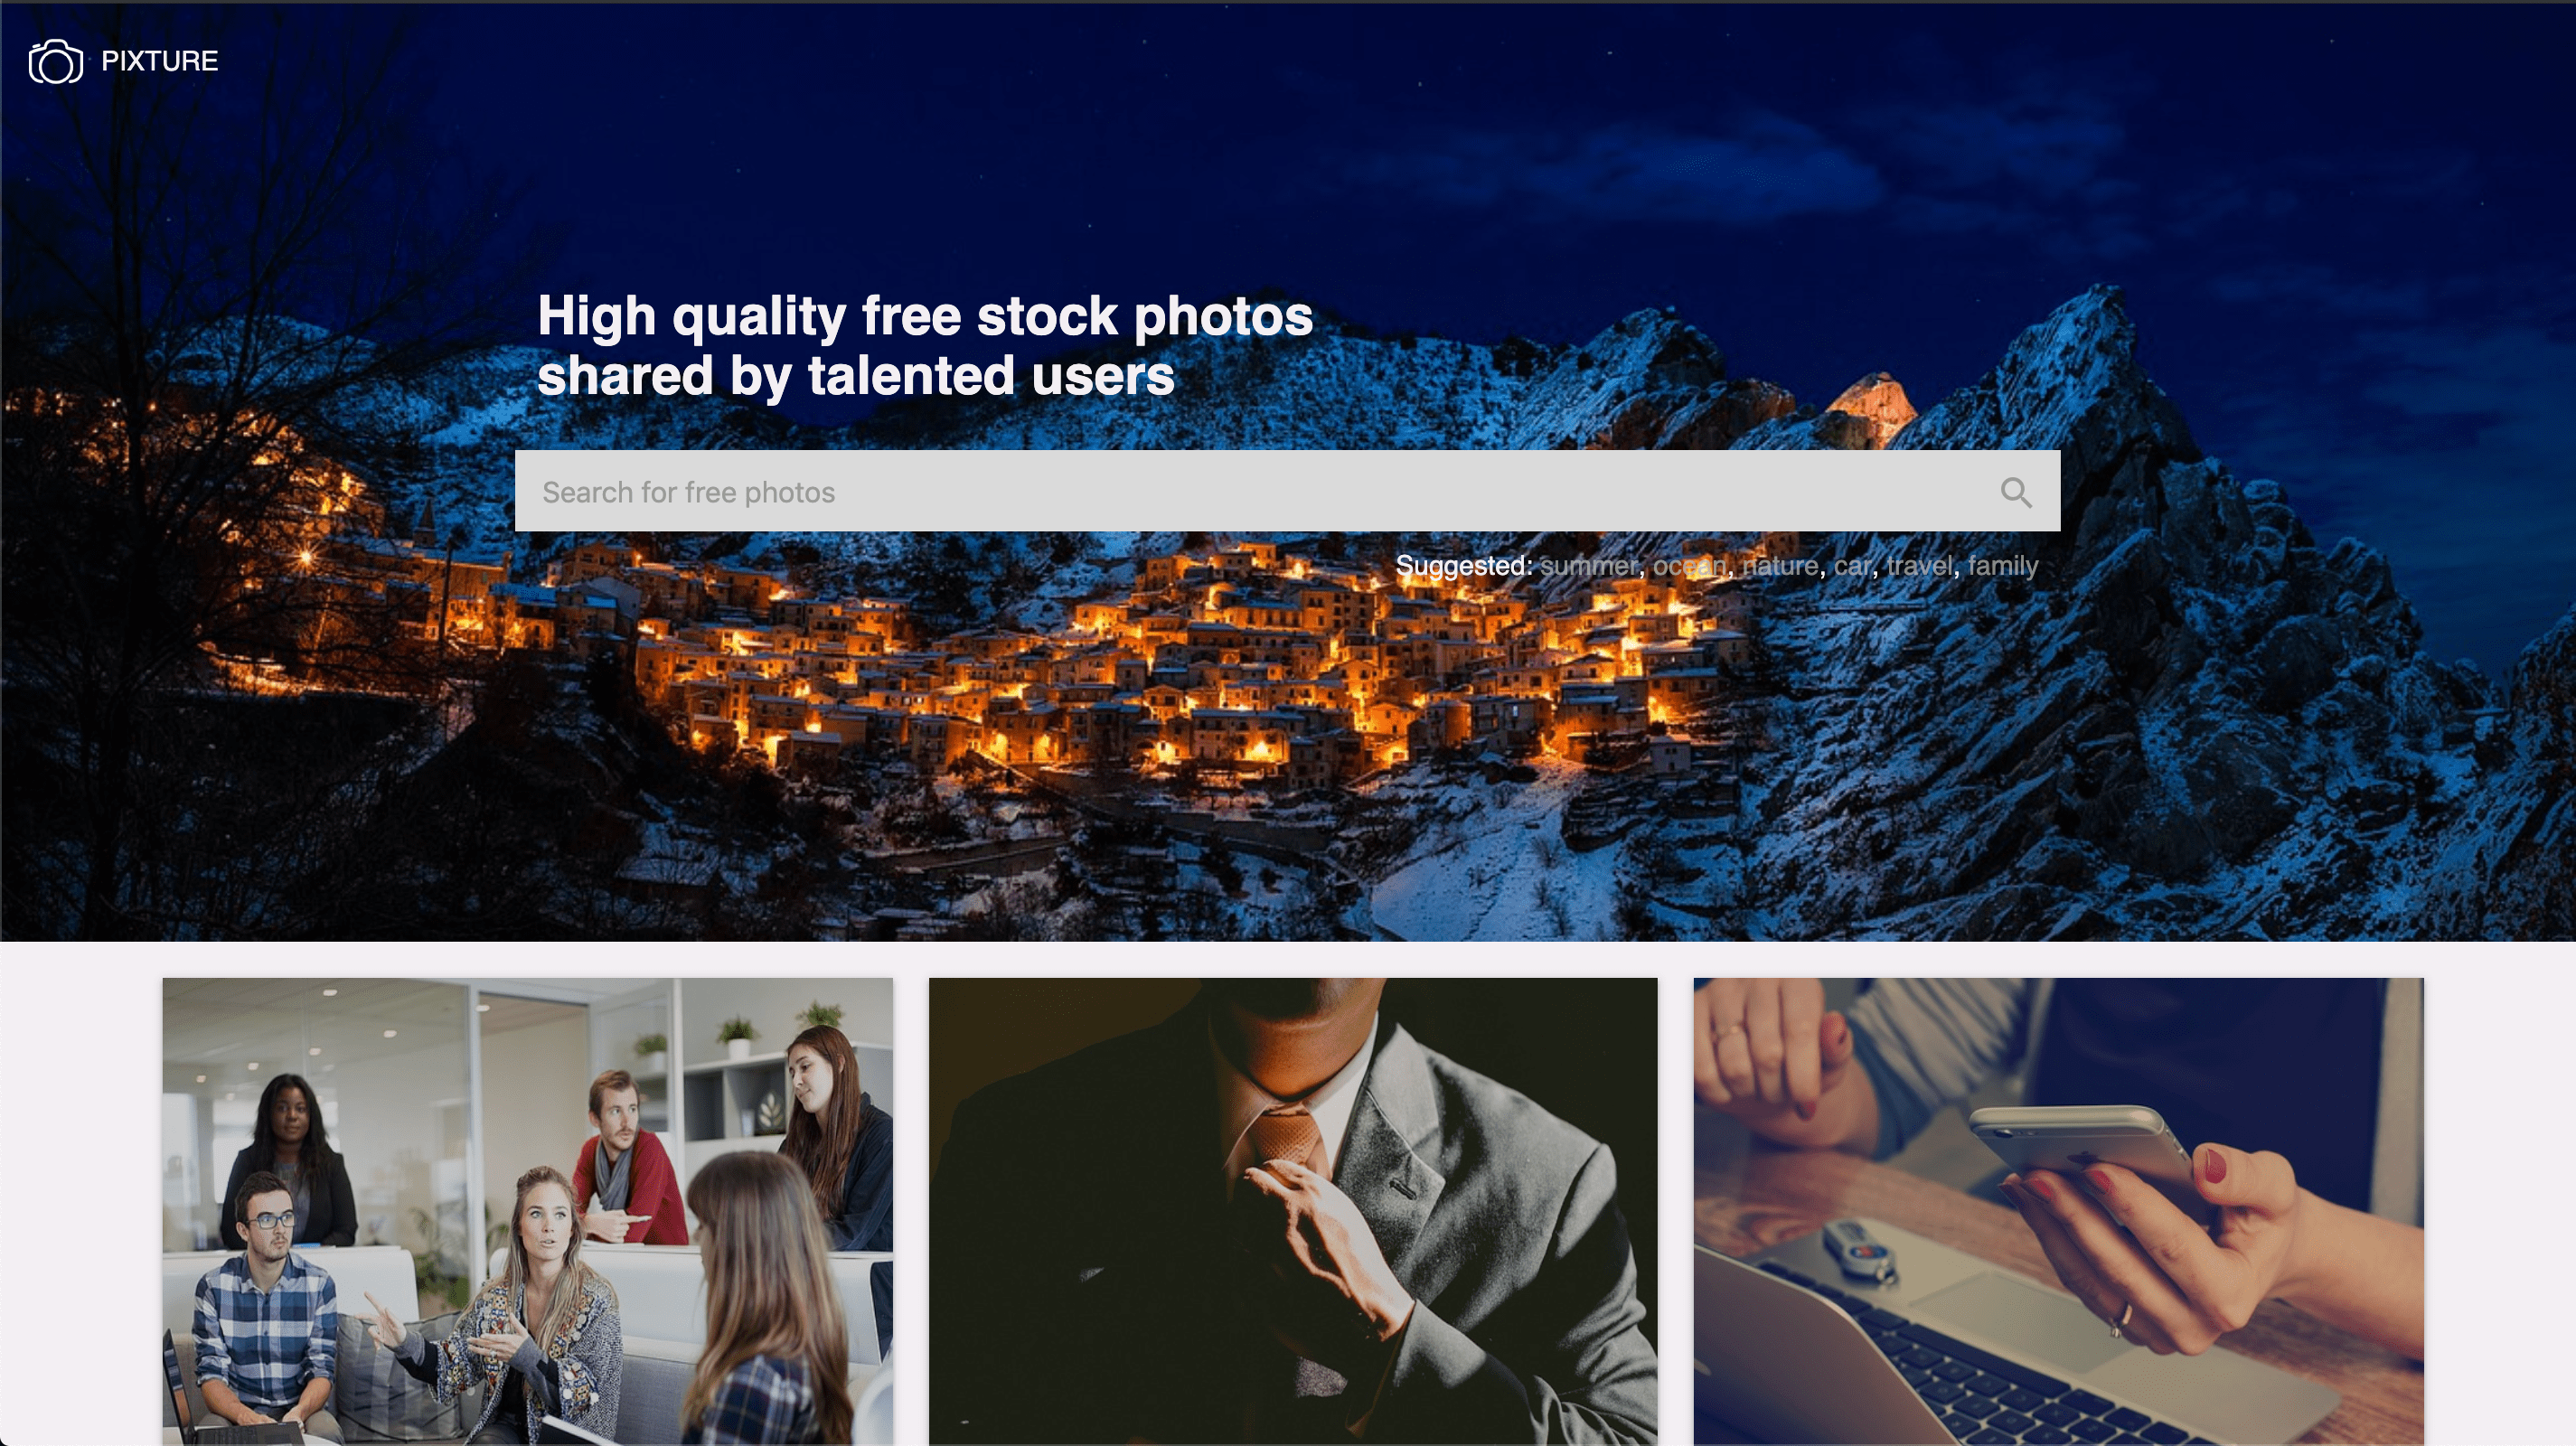 PIXTURE
High quality free stock photos
shared by talented users
Search for free photos
Suggested: summer, ocean, nature, car, travel, family